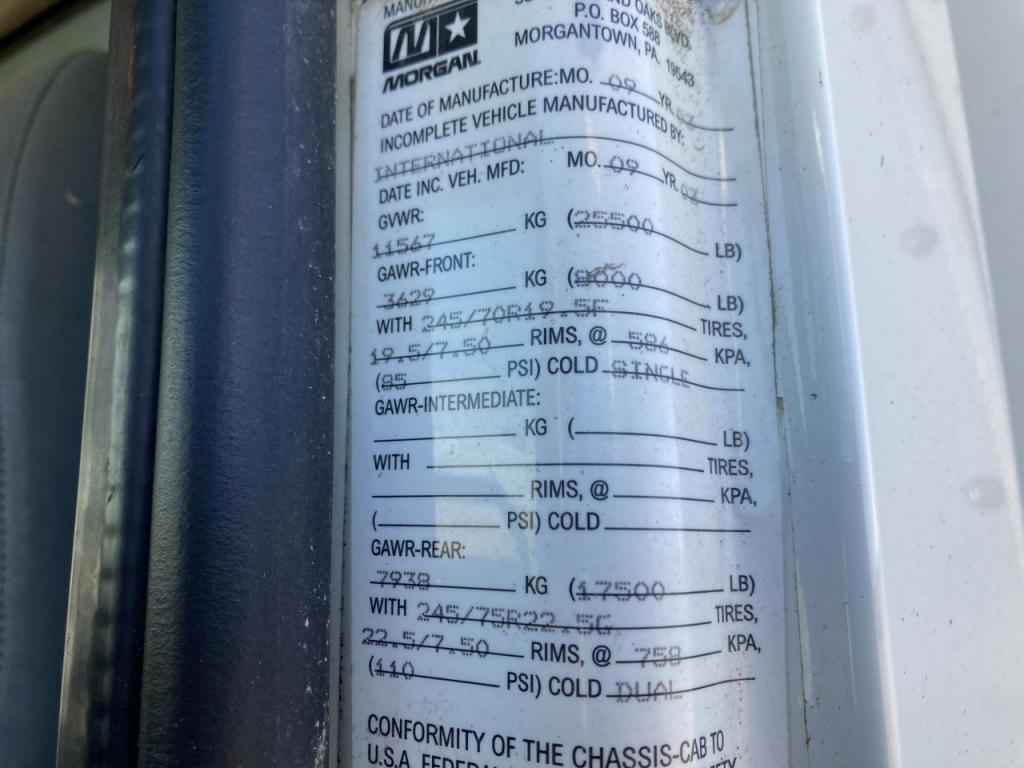 MORGAN
OAKS BLVD.
P.O. BOX 588
MORGANTOWN, PA. 19543
DATE OF MANUFACTURE: MO. 09 YR. 07
INCOMPLETE VEHICLE MANUFACTURED BY:
INTERNATIONAL
DATE INC. VEH. MFD: MO. 09 YR. 07
GVWR:
11567 KG (25500 LB)
GAWR-FRONT:
3629 KG (8000 LB)
WITH 245/70R19.5F TIRES,
19.5/7.50 RIMS, @ 586 KPA,
(85 PSI) COLD SINGLE
GAWR-INTERMEDIATE:
KG ( LB)
WITH TIRES,
RIMS, @ KPA,
( PSI) COLD
GAWR-REAR:
7938 KG (17500 LB)
WITH 245/75R22.5G TIRES,
22.5/7.50 RIMS, @ 758 KPA,
(110 PSI) COLD DUAL
CONFORMITY OF THE CHASSIS-CAB TO
U.S.A.